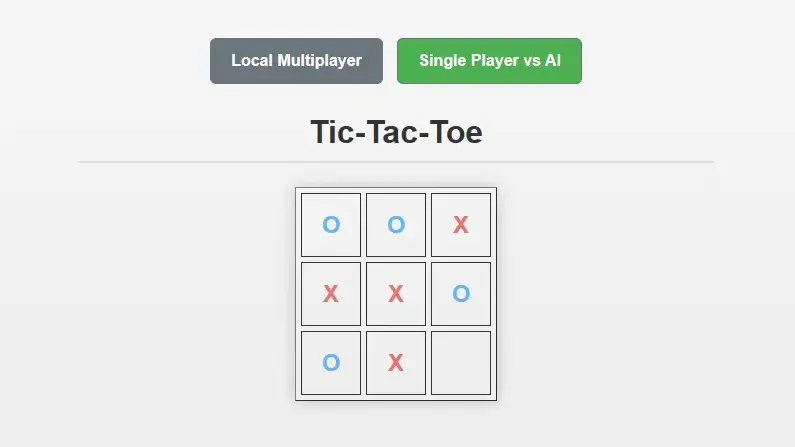 Local Multiplayer Single Player vs AI
Tic-Tac-Toe
O O X
X X O
O X